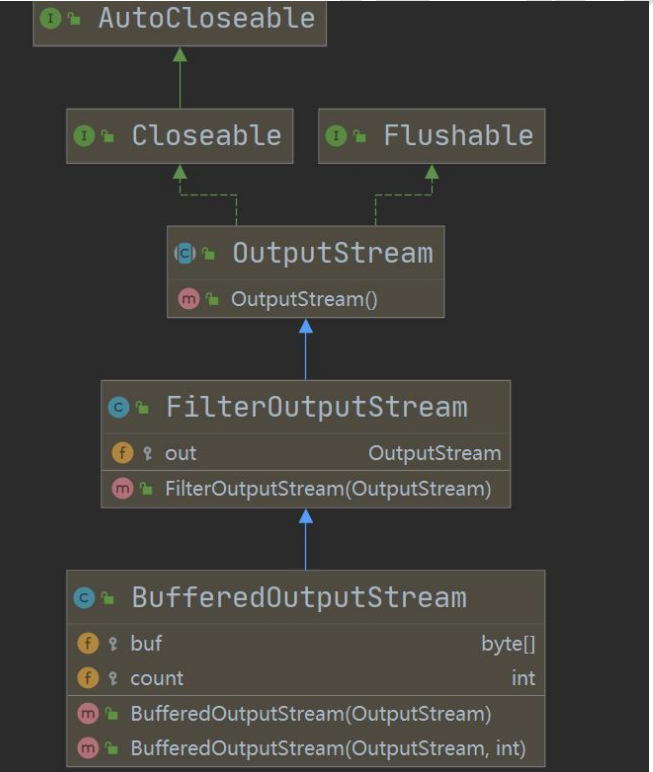 AutoCloseable
Closeable
Flushable
OutputStream
OutputStream()
FilterOutputStream
out OutputStream
FilterOutputStream(OutputStream)
BufferedOutputStream
buf byte[]
count int
BufferedOutputStream(OutputStream)
BufferedOutputStream(OutputStream, int)